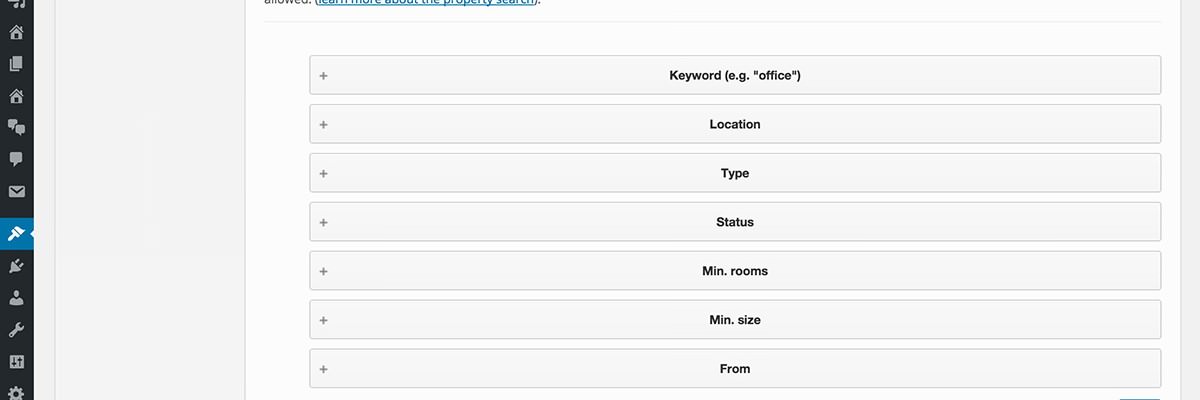 allowed. (learn more about the property search).
+ Keyword (e.g. "office")
+ Location
+ Type
+ Status
+ Min. rooms
+ Min. size
+ From